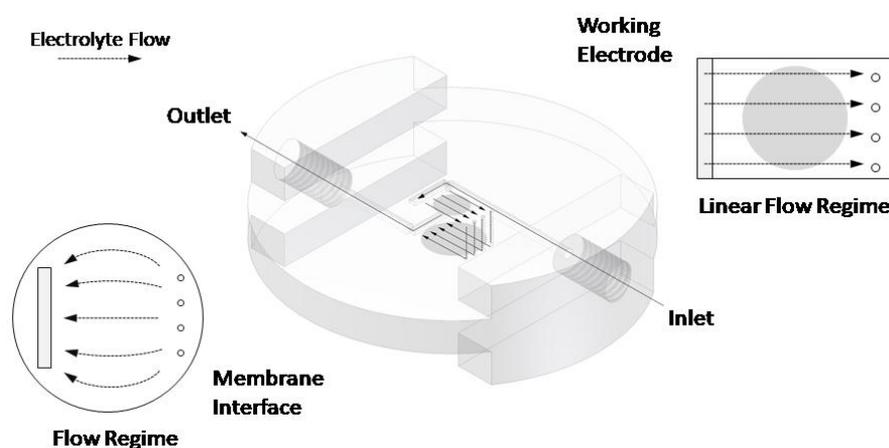 Electrolyte Flow
Working
Electrode
Outlet
Linear Flow Regime
Inlet
Membrane
Interface
Flow Regime